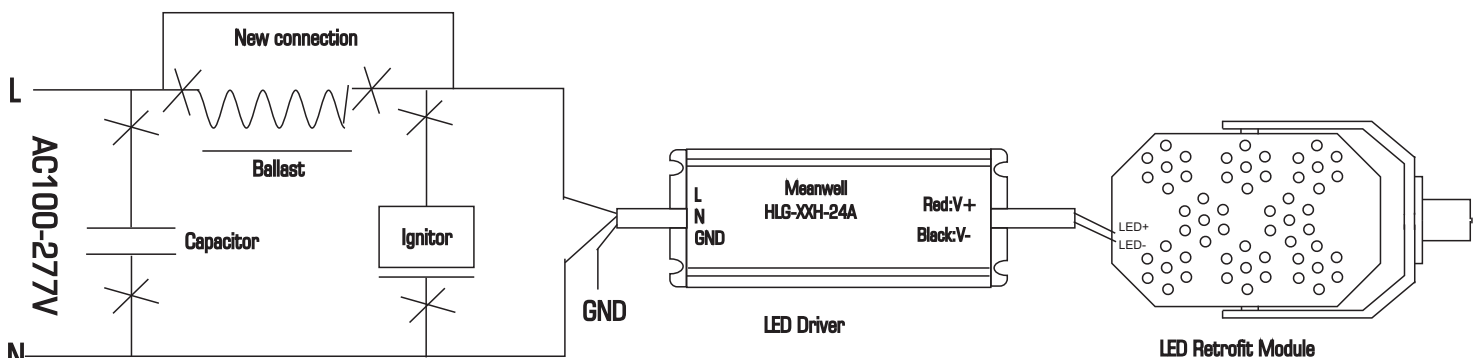 New connection
L
Ballast
AC100-277V
Capacitor
Ignitor
GND
N
L
N
GND
Meanwell
HLG-XXH-24A
Red:V+
Black:V-
LED Driver
LED+
LED-
LED Retrofit Module